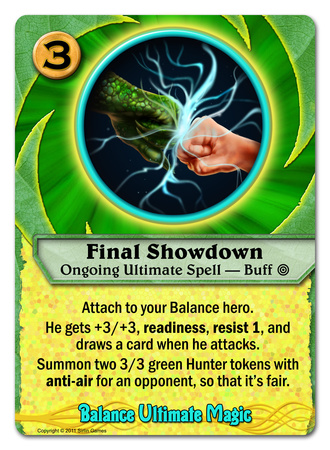 3
Final Showdown
Ongoing Ultimate Spell — Buff
Attach to your Balance hero.
He gets +3/+3, readiness, resist 1, and
draws a card when he attacks.
Summon two 3/3 green Hunter tokens with
anti-air for an opponent, so that it's fair.
Balance Ultimate Magic
Copyright © 2011 Sirlin Games